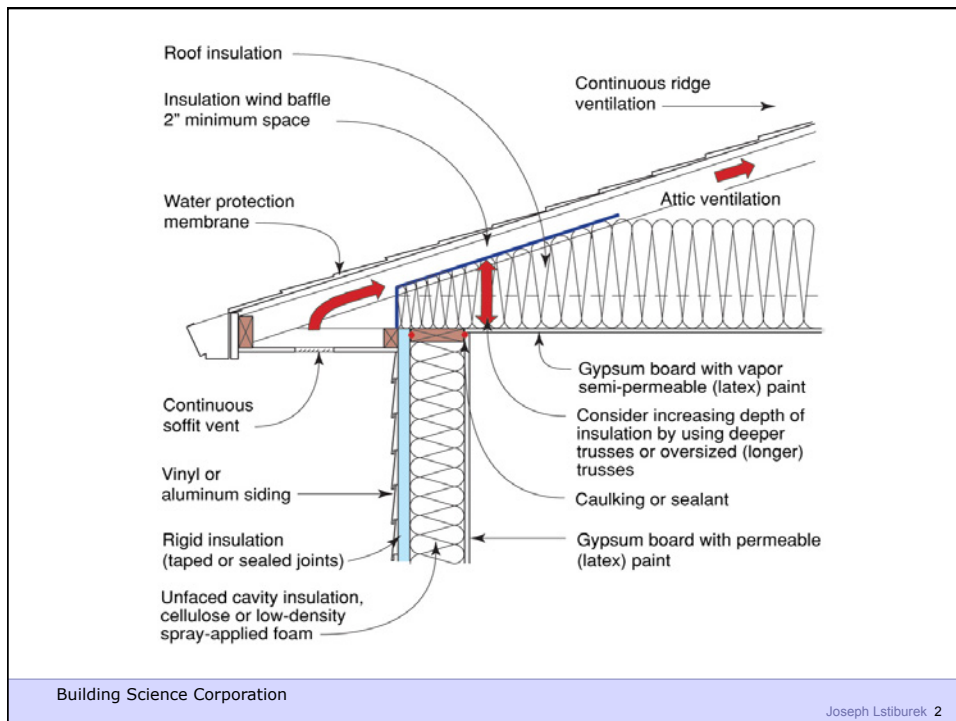 Roof insulation
Insulation wind baffle
2" minimum space
Continuous ridge
ventilation
Water protection
membrane
Attic ventilation
Continuous
soffit vent
Vinyl or
aluminum siding
Rigid insulation
(taped or sealed joints)
Unfaced cavity insulation,
cellulose or low-density
spray-applied foam
Gypsum board with vapor
semi-permeable (latex) paint
Consider increasing depth of
insulation by using deeper
trusses or oversized (longer)
trusses
Caulking or sealant
Gypsum board with permeable
(latex) paint
Building Science Corporation
Joseph Lstiburek 2